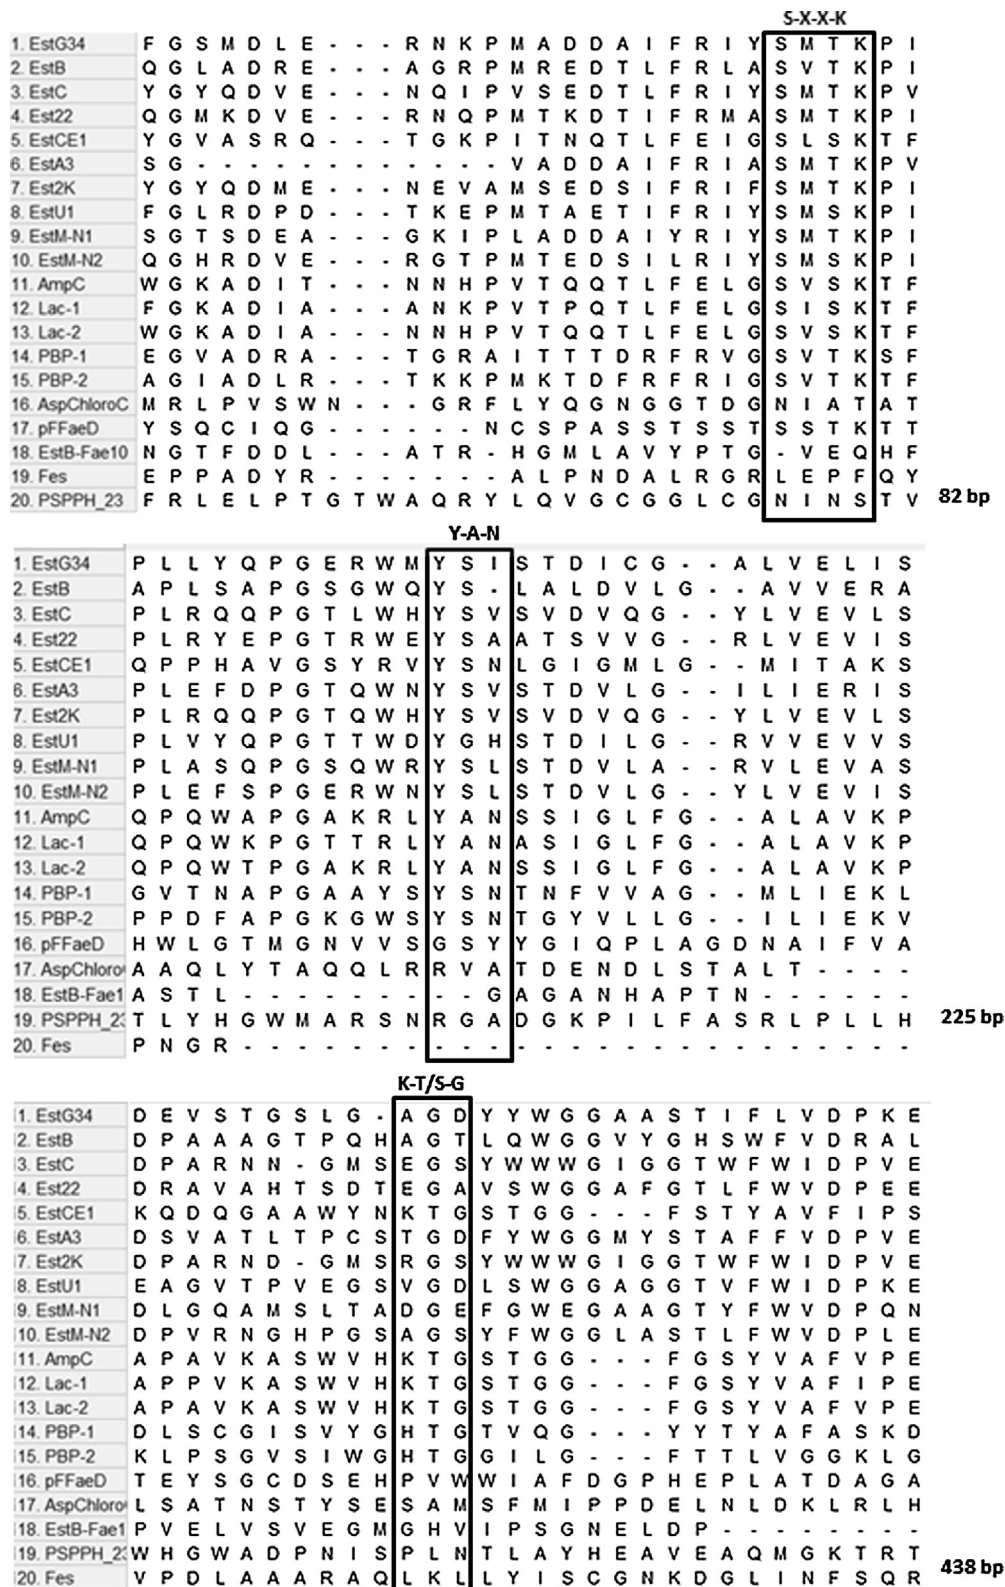 S-X-X-K
1. EstG34 F G S M D L E - - - R N K P M A D D A I F R I Y S M T K P I
2. EstB Q G L A D R E - - - A G R P M R E D T L F R L A S V T K P I
3. EstC Y G Y Q D V E - - - N Q I P V S E D T L F R I Y S M T K P V
4. Est22 Q G M K D V E - - - R N Q P M T K D T I F R M A S M T K P I
5. EstCE1 Y G V A S R Q - - - T G K P I T N Q T L F E I G S L S K T F
6. EstA3 S G - - - - - - - - - - - - V A D D A I F R I A S M T K P V
7. Est2K Y G Y Q D M E - - - N E V A M S E D S I F R I F S M T K P I
8. EstU1 F G L R D P D - - - T K E P M T A E T I F R I Y S M S K P I
9. EstM-N1 S G T S D E A - - - G K I P L A D D A I Y R I Y S M T K P I
10. EstM-N2 Q G H R D V E - - - R G T P M T E D S I L R I Y S M S K P I
11. AmpC W G K A D I T - - - N N H P V T Q Q T L F E L G S V S K T F
12. Lac-1 F G K A D I A - - - A N K P V T P Q T L F E L G S I S K T F
13. Lac-2 W G K A D I A - - - N N H P V T Q Q T L F E L G S V S K T F
14. PBP-1 E G V A D R A - - - T G R A I T T T D R F R V G S V T K S F
15. PBP-2 A G I A D L R - - - T K K P M K T D F R F R I G S V T K T F
16. AspChloroC M R L P V S W N - - - G R F L Y Q G N G G T D G N I A T A T
17. pFFaeD Y S Q C I Q G - - - - - - N C S P A S S T S S T S S T K T T
18. EstB-Fae10 N G T F D D L - - - A T R - H G M L A V Y P T G - V E Q H F
19. Fes E P P A D Y R - - - - - - - A L P N D A L R G R L E P F Q Y
20. PSPPH_23 F R L E L P T G T W A Q R Y L Q V G C G G L C G N I N S T V
82 bp
Y-A-N
1. EstG34 P L L Y Q P G E R W M Y S I S T D I C G - - A L V E L I S
2. EstB A P L S A P G S G W Q Y S - L A L D V L G - - A V V E R A
3. EstC P L R Q Q P G T L W H Y S V S V D V Q G - - Y L V E V L S
4. Est22 P L R Y E P G T R W E Y S A A T S V V G - - R L V E V I S
5. EstCE1 Q P P H A V G S Y R V Y S N L G I G M L G - - M I T A K S
6. EstA3 P L E F D P G T Q W N Y S V S T D V L G - - I L I E R I S
7. Est2K P L R Q Q P G T Q W H Y S V S V D V Q G - - Y L V E V L S
8. EstU1 P L V Y Q P G T T W D Y G H S T D I L G - - R V V E V V S
9. EstM-N1 P L A S Q P G S Q W R Y S L S T D V L A - - R V L E V A S
10. EstM-N2 P L E F S P G E R W N Y S L S T D V L G - - Y L V E V I S
11. AmpC Q P Q W A P G A K R L Y A N S S I G L F G - - A L A V K P
12. Lac-1 Q P Q W K P G T T R L Y A N A S I G L F G - - A L A V K P
13. Lac-2 Q P Q W T P G A K R L Y A N S S I G L F G - - A L A V K P
14. PBP-1 G V T N A P G A A Y S Y S N T N F V V A G - - M L I E K L
15. PBP-2 P P D F A P G K G W S Y S N T G Y V L L G - - I L I E K V
16. pFFaeD H W L G T M G N V V S G S Y Y G I Q P L A G D N A I F V A
17. AspChloro A A Q L Y T A Q Q L R R V A T D E N D L S T A L T - - - -
18. EstB-Fae1 A S T L - - - - - - - - - G A G A N H A P T N - - - - - -
19. PSPPH_23 T L Y H G W M A R S N R G A D G K P I L F A S R L P L L H
20. Fes P N G R - - - - - - - - - - - - - - - - - - - - - - - - -
225 bp
K-T/S-G
1. EstG34 D E V S T G S L G - A G D Y Y W G G A A S T I F L V D P K E
2. EstB D P A A A G T P Q H A G T L Q W G G V Y G H S W F V D R A L
3. EstC D P A R N N - G M S E G S Y W W W G I G G T W F W I D P V E
4. Est22 D R A V A H T S D T E G A V S W G G A F G T L F W V D P E E
5. EstCE1 K Q D Q G A A W Y N K T G S T G G - - - F S T Y A V F I P S
6. EstA3 D S V A T L T P C S T G D F Y W G G M Y S T A F F V D P V E
7. Est2K D P A R N D - G M S R G S Y W W W G I G G T W F W I D P V E
8. EstU1 E A G V T P V E G S V G D L S W G G A G G T V F W I D P K E
9. EstM-N1 D L G Q A M S L T A D G E F G W E G A A G T Y F W V D P Q N
10. EstM-N2 D P V R N G H P G S A G S Y F W G G L A S T L F W V D P L E
11. AmpC A P A V K A S W V H K T G S T G G - - - F G S Y V A F V P E
12. Lac-1 A P P V K A S W V H K T G S T G G - - - F G S Y V A F I P E
13. Lac-2 A P A V K A S W V H K T G S T G G - - - F G S Y V A F V P E
14. PBP-1 D L S C G I S V Y G H T G T V Q G - - - Y Y T Y A F A S K D
15. PBP-2 K L P S G V S I W G H T G G I L G - - - F T T L V G G K L G
16. pFFaeD T E Y S G C D S E H P V W W I A F D G P H E P L A T D A G A
17. AspChloro L S A T N S T Y S E S A M S F M I P P D E L N L D K L R L H
18. EstB-Fae1 P V E L V S V E G M G H V I P S G N E L D P - - - - - - - -
19. PSPPH_23 W H G W A D P N I S P L N T L A Y H E A V E A Q M G K T R T
20. Fes V P D L A A A R A Q L K L L Y I S C G N K D G L I N F S Q R
438 bp